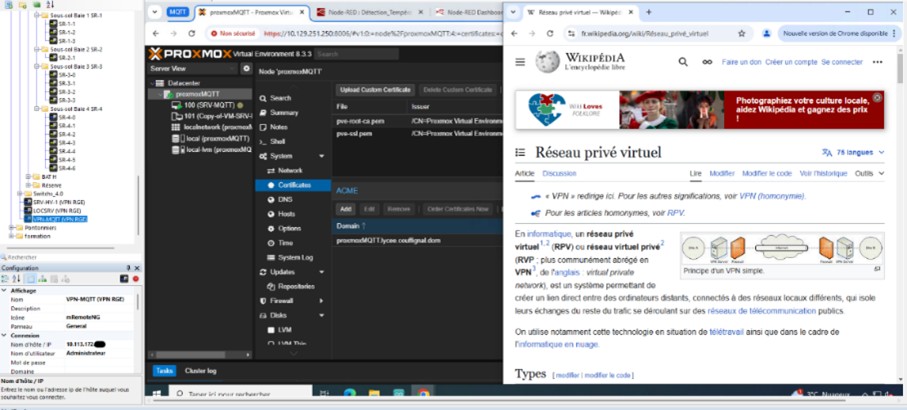 Sous-sol Baie 1 SR-1
SR-1-1
SR-1-2
SR-1-3
Sous-sol Baie 2 SR-2
SR-2-1
Sous-sol Baie 3 SR-3
SR-3-0
SR-3-1
SR-3-2
SR-3-3
Sous-sol Baie 4 SR-4
SR-4-0
SR-4-1
SR-4-2
SR-4-3
SR-4-4
SR-4-5
BAT H
Réserve
Switchs_4.0
SRV-HV-1 (VPN RGE)
LOCSRV (VPN RGE)
VPN-MQTT (VPN RGE)
Pordonniers
formation
Rechercher
Configuration
Affichage
Nom VPN-MQTT (VPN RGE)
Description
Icône mRemoteNG
Panneau General
Connexion
Nom d'hôte / IP 10.113.172
Nom d'utilisateur Administrateur
Mot de passe
Domaine
Nom d'hôte / IP
Entrez le nom ou l'adresse ip de l'hôte auquel vous
souhaitez vous connecter.
MQTT
proxmoxMQTT - Proxmox Virtu
Node-RED : Détection_Tempé
Node-RED Dashboar
Non sécurisé https://10.129.251.250:8006/#v1:0:=node%2FproxmoxMQTT:4:=certificates:=c
PROXMOX Virtual Environment 8.3.3 Search
Server View
Datacenter
proxmoxMQTT
100 (SRV-MQTT)
101 (Copy-of-VM-SRV-
localnetwork (proxmoxM
local (proxmoxMQTT)
local-lvm (proxmoxMQ
Node 'proxmoxMQTT'
Search
Summary
Notes
Shell
System
Network
Certificates
DNS
Hosts
Options
Time
System Log
Updates
Repositories
Firewall
Disks
LVM
LVM-Thin
Upload Custom Certificate Delete Custom Certificate
File Issuer
pve-root-ca.pem /CN=Proxmox Virtual Environme
pve-ssl.pem /CN=Proxmox Virtual Environme
ACME
Add Edit Remove Order Certificates Now
Domain
proxmoxMQTT.lycee.couffignal.dom
Tasks Cluster log
Taper ici pour rechercher
Réseau privé virtuel — Wikipéd
fr.wikipedia.org/wiki/Réseau_privé_virtuel
Nouvelle version de Chrome disponible
WIKIPÉDIA
L'encyclopédie libre
Faire un don Créer un compte Se connecter
Wiki Loves
FOLKLORE
Photographiez votre culture locale,
aidez Wikipédia et gagnez des prix
!
Réseau privé virtuel
75 langues
Article Discussion Lire Modifier Modifier le code Voir l'historique Outils
« VPN » redirige ici. Pour les autres significations, voir VPN (homonymie).
Pour les articles homonymes, voir RPV.
En informatique, un réseau privé
virtuel1,2 (RPV) ou réseau virtuel privé2
(RVP ; plus communément abrégé en
VPN3, de l'anglais : virtual private
network), est un système permettant de
Principe d'un VPN simple.
créer un lien direct entre des ordinateurs distants, connectés à des réseaux locaux différents, qui isole
leurs échanges du reste du trafic se déroulant sur des réseaux de télécommunication publics
On utilise notamment cette technologie en situation de télétravail ainsi que dans le cadre de
l'informatique en nuage.
Types [modifier | modifier le code]
Nuageux